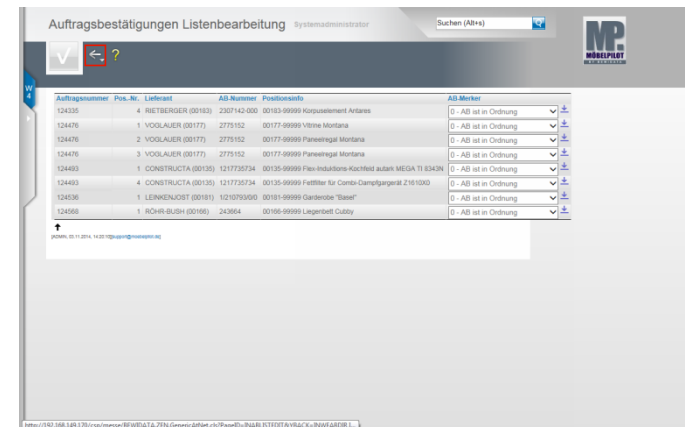 Auftragsbestätigungen Listenbearbeitung Systemadministrator Suchen (Alt+s)
MP.
MÖBELPILOT
?
W
4
Auftragsnummer Pos.-Nr. Lieferant AB-Nummer Positionsinfo AB-Merker
124335 4 RIETBERGER (00183) 2307142-000 00183-99999 Korpuselement Antares 0 - AB ist in Ordnung
124476 1 VOGLAUER (00177) 2775152 00177-99999 Vitrine Montana 0 - AB ist in Ordnung
124476 2 VOGLAUER (00177) 2775152 00177-99999 Paneelregal Montana 0 - AB ist in Ordnung
124476 3 VOGLAUER (00177) 2775152 00177-99999 Paneelregal Montana 0 - AB ist in Ordnung
124493 1 CONSTRUCTA (00135) 1217735734 00135-99999 Flex-Induktions-Kochfeld autark MEGA TI 8343N 0 - AB ist in Ordnung
124493 4 CONSTRUCTA (00135) 1217735734 00135-99999 Fettfilter für Combi-Dampfgargerät Z1610X0 0 - AB ist in Ordnung
124536 1 LEINKENJOST (00181) 1/210793/0/0 00181-99999 Garderobe "Basel" 0 - AB ist in Ordnung
124568 1 RÖHR-BUSH (00166) 243664 00166-99999 Liegenbett Cubby 0 - AB ist in Ordnung